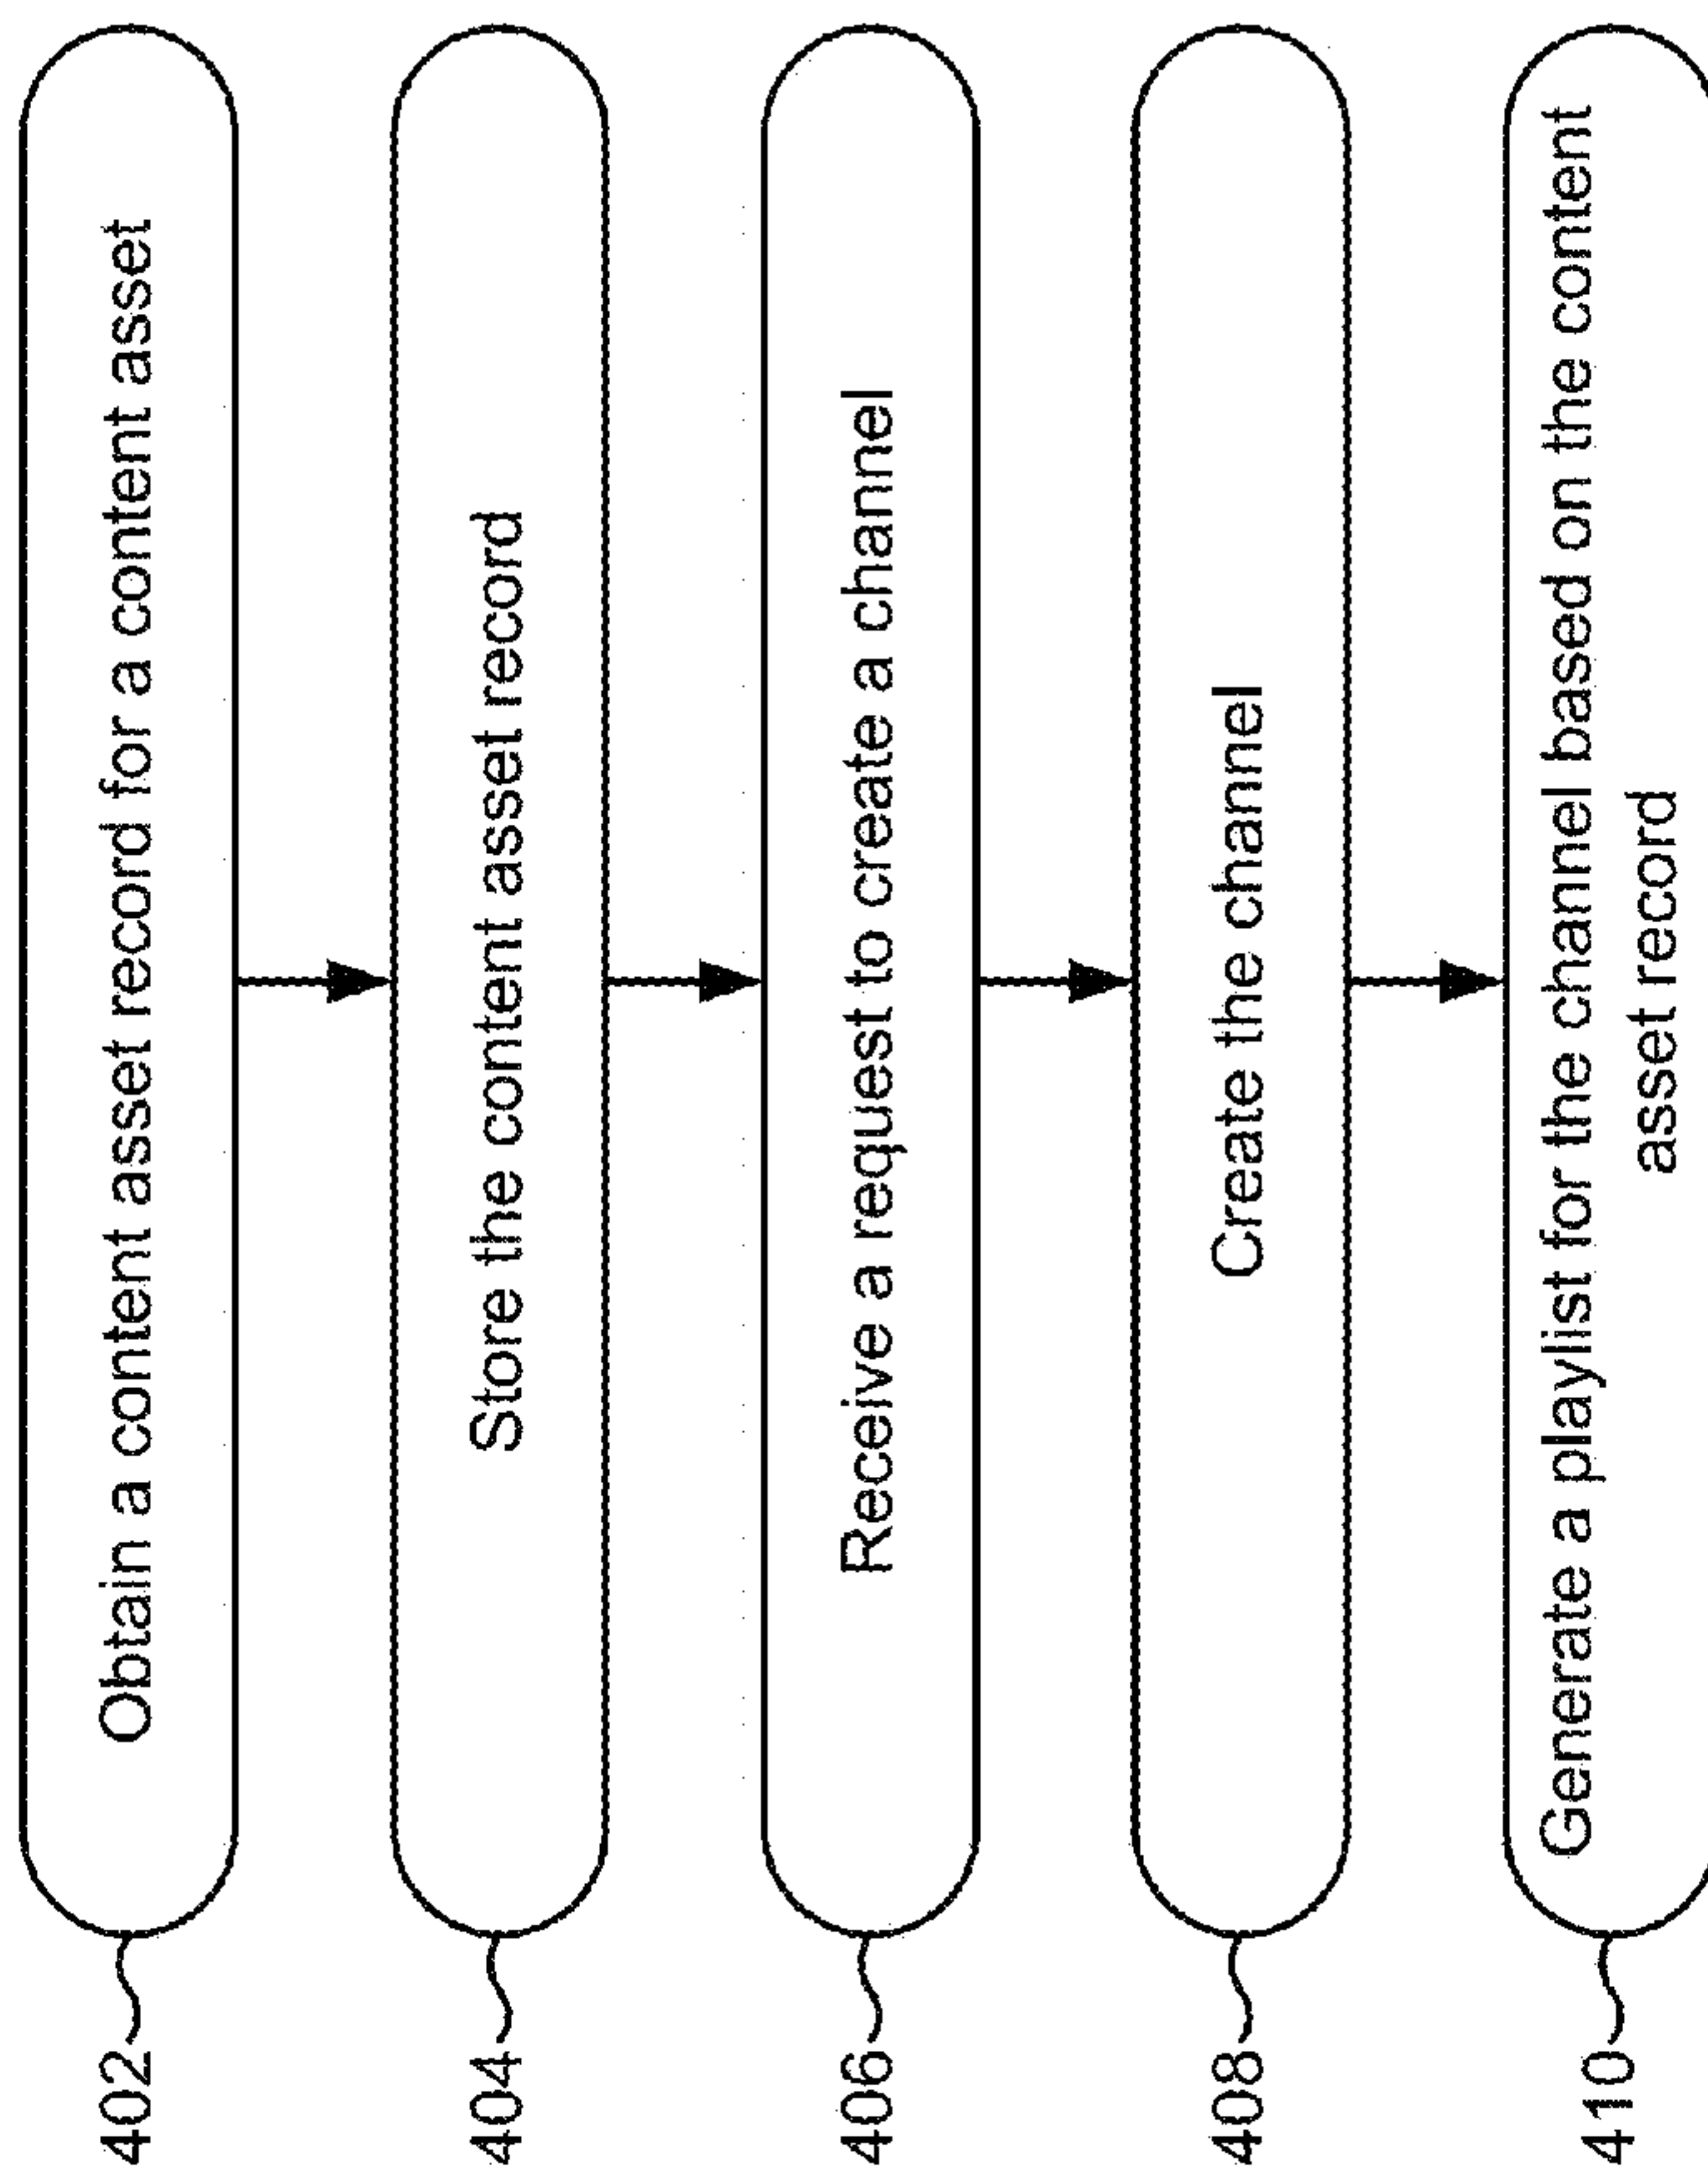 402
Obtain a content asset record for a content asset
404
Store the content asset record
406
Receive a request to create a channel
408
Create the channel
410
Generate a playlist for the channel based on the content
asset record